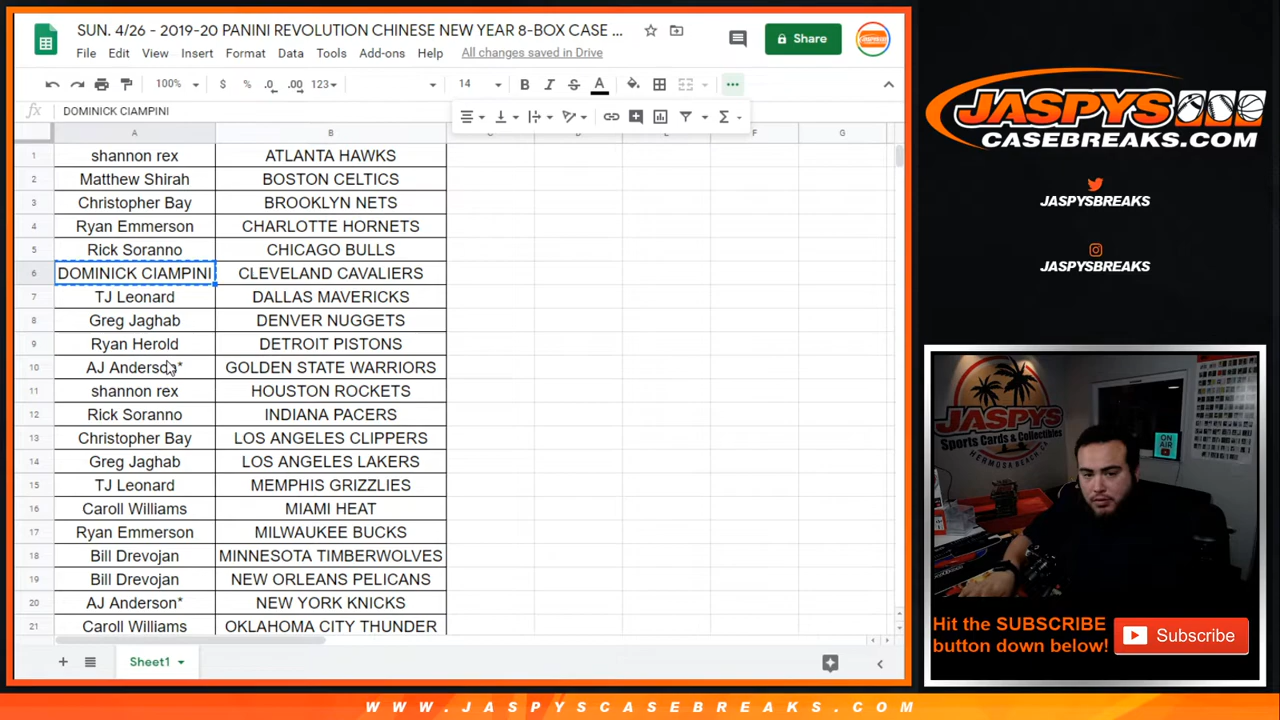 SUN. 4/26 - 2019-20 PANINI REVOLUTION CHINESE NEW YEAR 8-BOX CASE ...
File Edit View Insert Format Data Tools Add-ons Help All changes saved in Drive
Share
100% $ % .0 .00 123 14 B I S A
fx DOMINICK CIAMPINI
A B C D E F G
1 shannon rex ATLANTA HAWKS
2 Matthew Shirah BOSTON CELTICS
3 Christopher Bay BROOKLYN NETS
4 Ryan Emmerson CHARLOTTE HORNETS
5 Rick Soranno CHICAGO BULLS
6 DOMINICK CIAMPINI CLEVELAND CAVALIERS
7 TJ Leonard DALLAS MAVERICKS
8 Greg Jaghab DENVER NUGGETS
9 Ryan Herold DETROIT PISTONS
10 AJ Anderson* GOLDEN STATE WARRIORS
11 shannon rex HOUSTON ROCKETS
12 Rick Soranno INDIANA PACERS
13 Christopher Bay LOS ANGELES CLIPPERS
14 Greg Jaghab LOS ANGELES LAKERS
15 TJ Leonard MEMPHIS GRIZZLIES
16 Caroll Williams MIAMI HEAT
17 Ryan Emmerson MILWAUKEE BUCKS
18 Bill Drevojan MINNESOTA TIMBERWOLVES
19 Bill Drevojan NEW ORLEANS PELICANS
20 AJ Anderson* NEW YORK KNICKS
21 Caroll Williams OKLAHOMA CITY THUNDER
Sheet1
JASPYS
CASEBREAKS.COM
JASPYSBREAKS
JASPYSBREAKS
JASPYS
Sports Cards & Collectibles
HERMOSA BEACH, CA
ON AIR
Hit the SUBSCRIBE
button down below!
Subscribe
WWW.JASPYSCASEBREAKS.COM